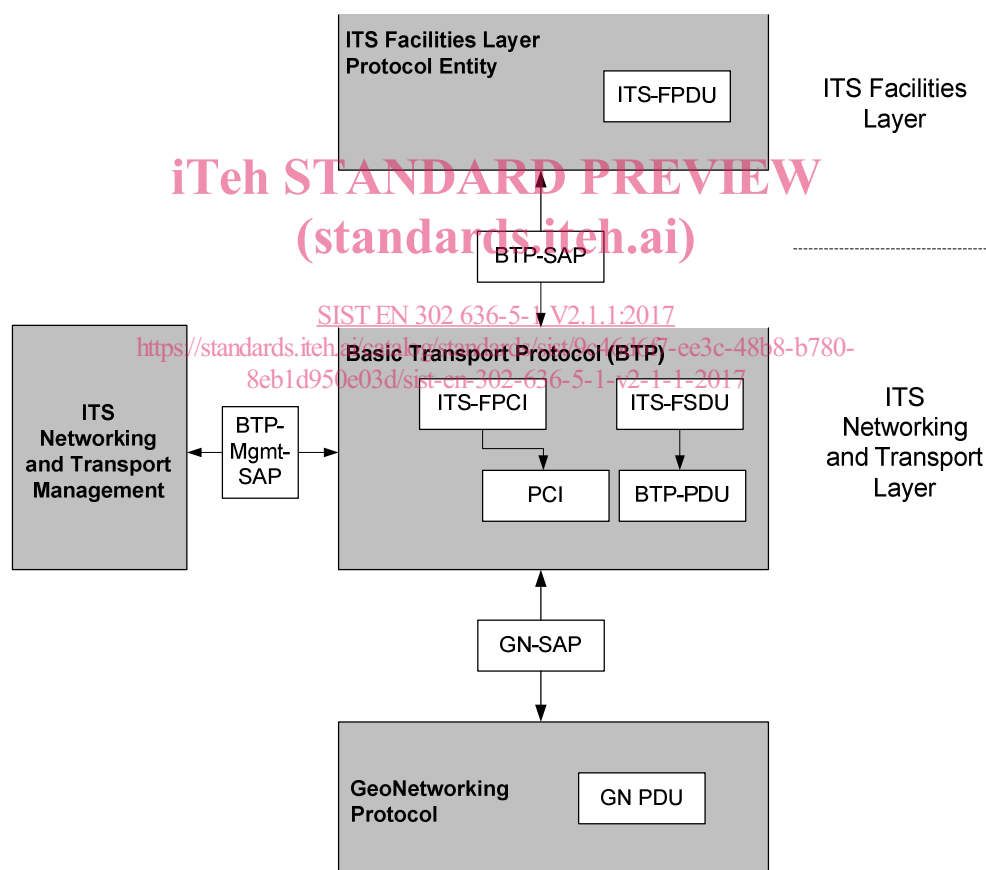 ITS Facilities Layer
Protocol Entity
ITS-FPDU
ITS Facilities
Layer
iTeh STANDARD PREVIEW
(standards.iteh.ai)
BTP-SAP
SIST EN 302 636-5-1 V2.1.1:2017
https://standards.iteh.ai/catalog/standards/sist/9c46d6f7-ee3c-48b8-b780-
8eb1d950e03d/sist-en-302-636-5-1-v2-1-1-2017
Basic Transport Protocol (BTP)
ITS-FPCI
ITS-FSDU
PCI
BTP-PDU
ITS
Networking
and Transport
Management
BTP-
Mgmt-
SAP
ITS
Networking
and Transport
Layer
GN-SAP
GeoNetworking
Protocol
GN PDU